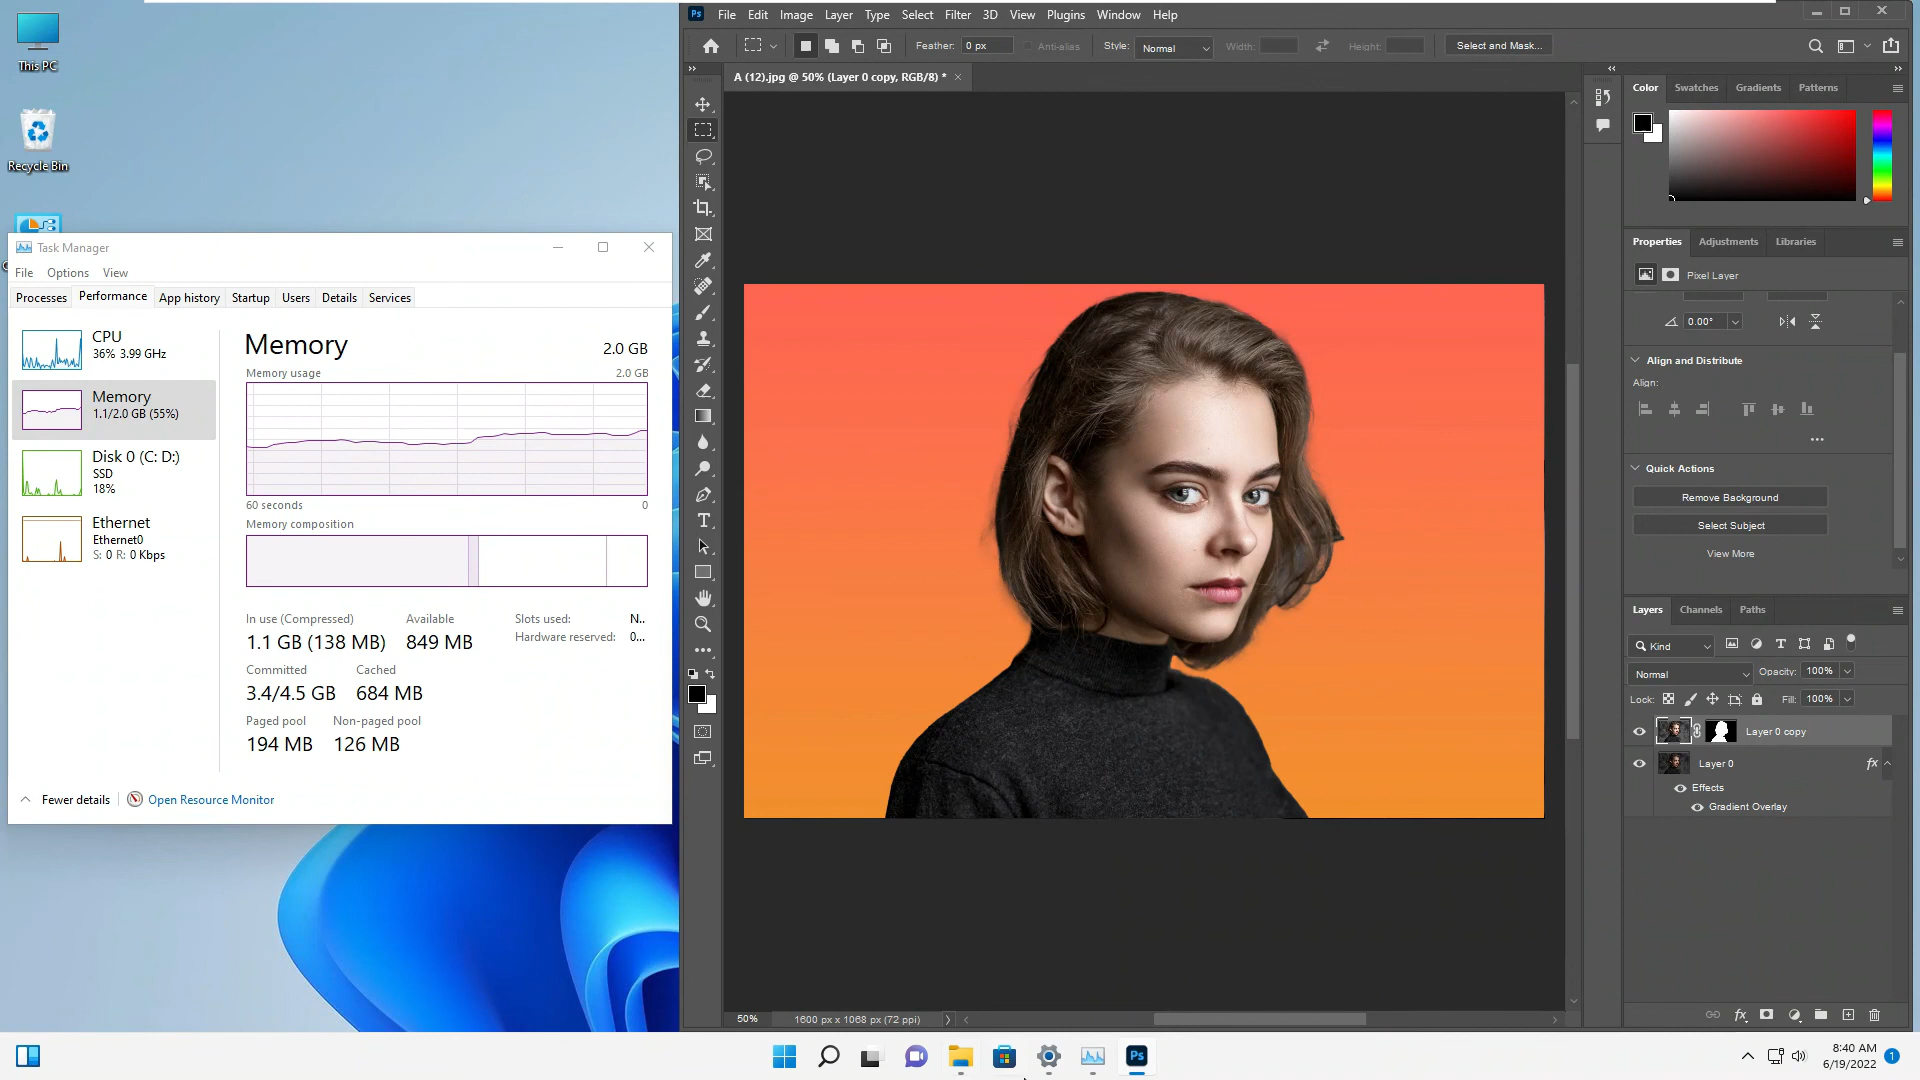 This PC
Recycle Bin
Task Manager
File Options View
Processes Performance App history Startup Users Details Services
CPU
36% 3.99 GHz
Memory
1.1/2.0 GB (55%)
Disk 0 (C: D:)
SSD
18%
Ethernet
Ethernet0
S: 0 R: 0 Kbps
Memory 2.0 GB
Memory usage 2.0 GB
60 seconds 0
Memory composition
In use (Compressed) Available Slots used: N..
1.1 GB (138 MB) 849 MB Hardware reserved: 0...
Committed Cached
3.4/4.5 GB 684 MB
Paged pool Non-paged pool
194 MB 126 MB
Fewer details Open Resource Monitor
Ps File Edit Image Layer Type Select Filter 3D View Plugins Window Help
Feather: 0 px Anti-alias Style: Normal Width: Height: Select and Mask...
A (12).jpg @ 50% (Layer 0 copy, RGB/8) *
Color Swatches Gradients Patterns
Properties Adjustments Libraries
Pixel Layer
0.00°
Align and Distribute
Align:
Quick Actions
Remove Background
Select Subject
View More
Layers Channels Paths
Kind
Normal Opacity: 100%
Lock: Fill: 100%
Layer 0 copy
Layer 0 fx
Effects
Gradient Overlay
fx
50% 1600 px x 1068 px (72 ppi)
Ps
8:40 AM
6/19/2022
1